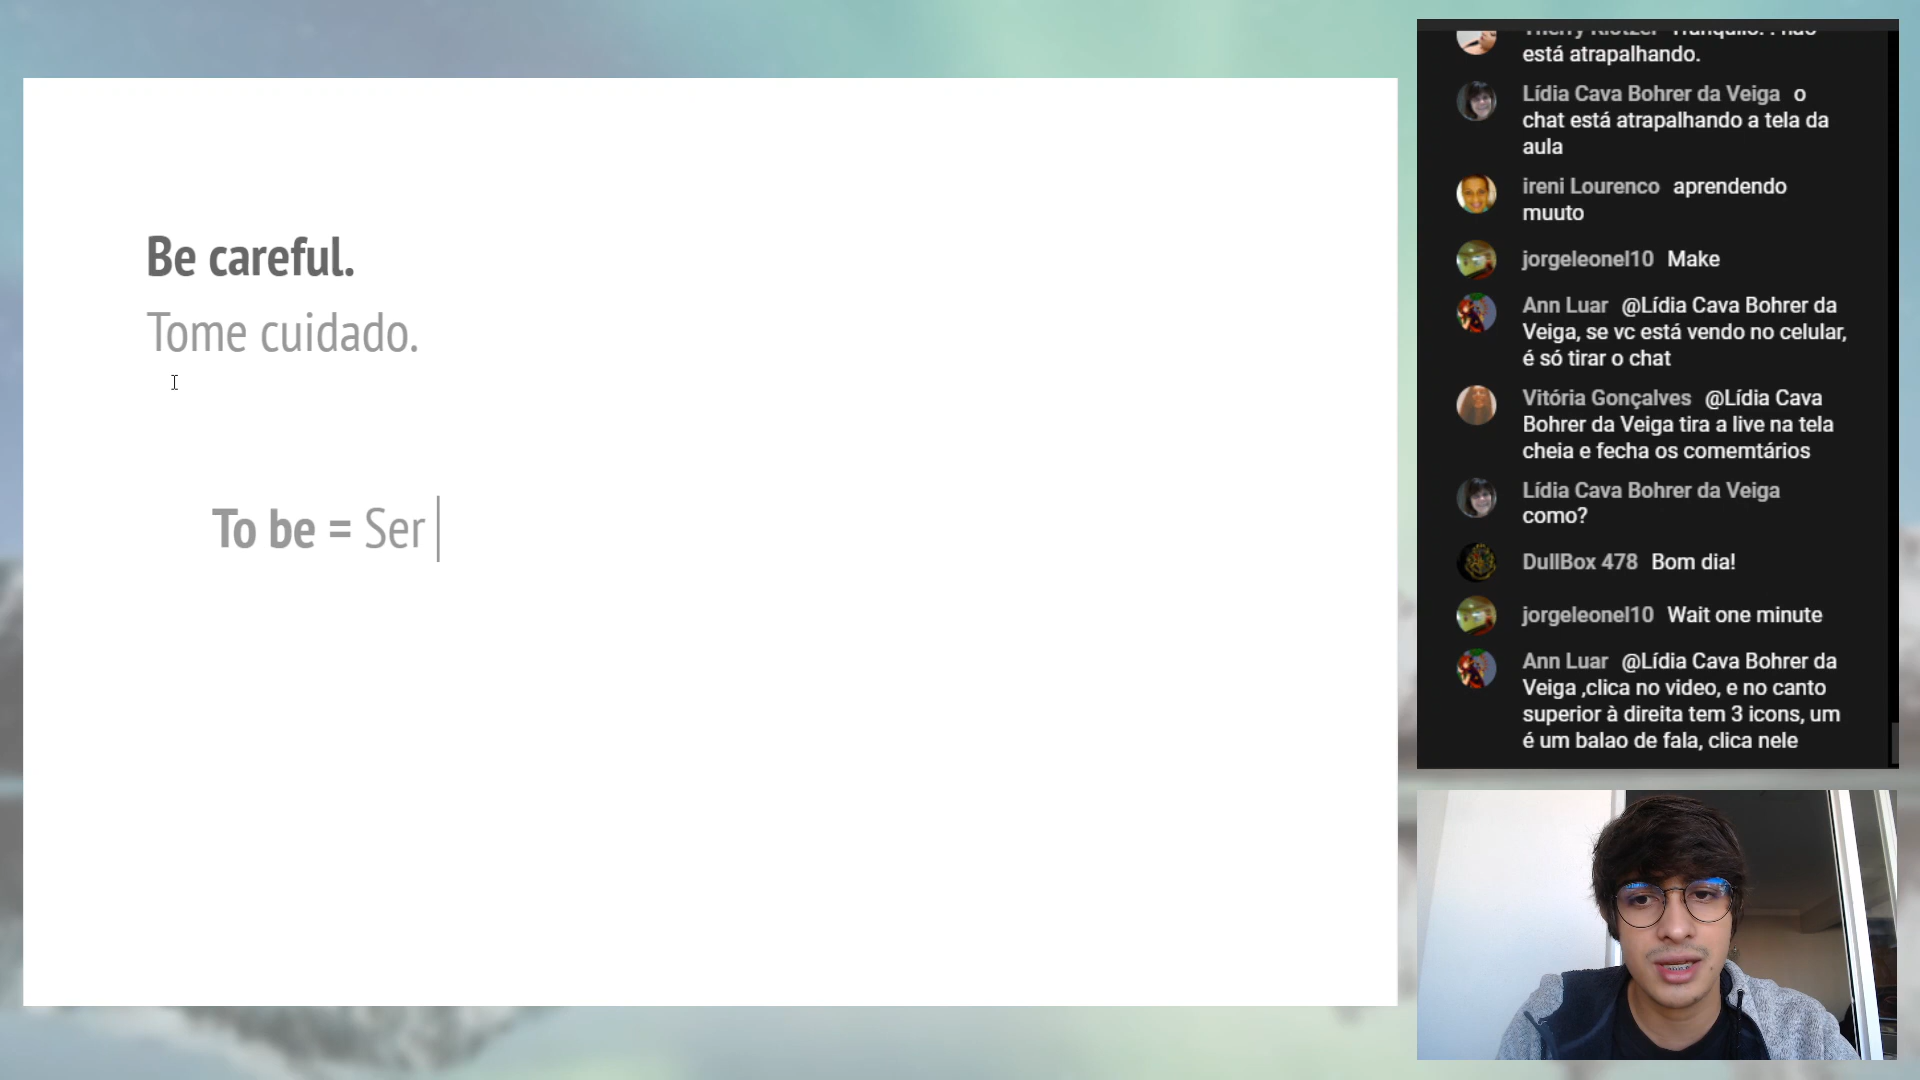 Be careful.
Tome cuidado.
To be = Ser
está atrapalhando.
Lídia Cava Bohrer da Veiga o
chat está atrapalhando a tela da
aula
ireni Lourenco aprendendo
muuto
jorgeleonel10 Make
Ann Luar @Lídia Cava Bohrer da
Veiga, se vc está vendo no celular,
é só tirar o chat
Vitória Gonçalves @Lídia Cava
Bohrer da Veiga tira a live na tela
cheia e fecha os comemtários
Lídia Cava Bohrer da Veiga
como?
DullBox 478 Bom dia!
jorgeleonel10 Wait one minute
Ann Luar @Lídia Cava Bohrer da
Veiga ,clica no video, e no canto
superior à direita tem 3 icons, um
é um balao de fala, clica nele